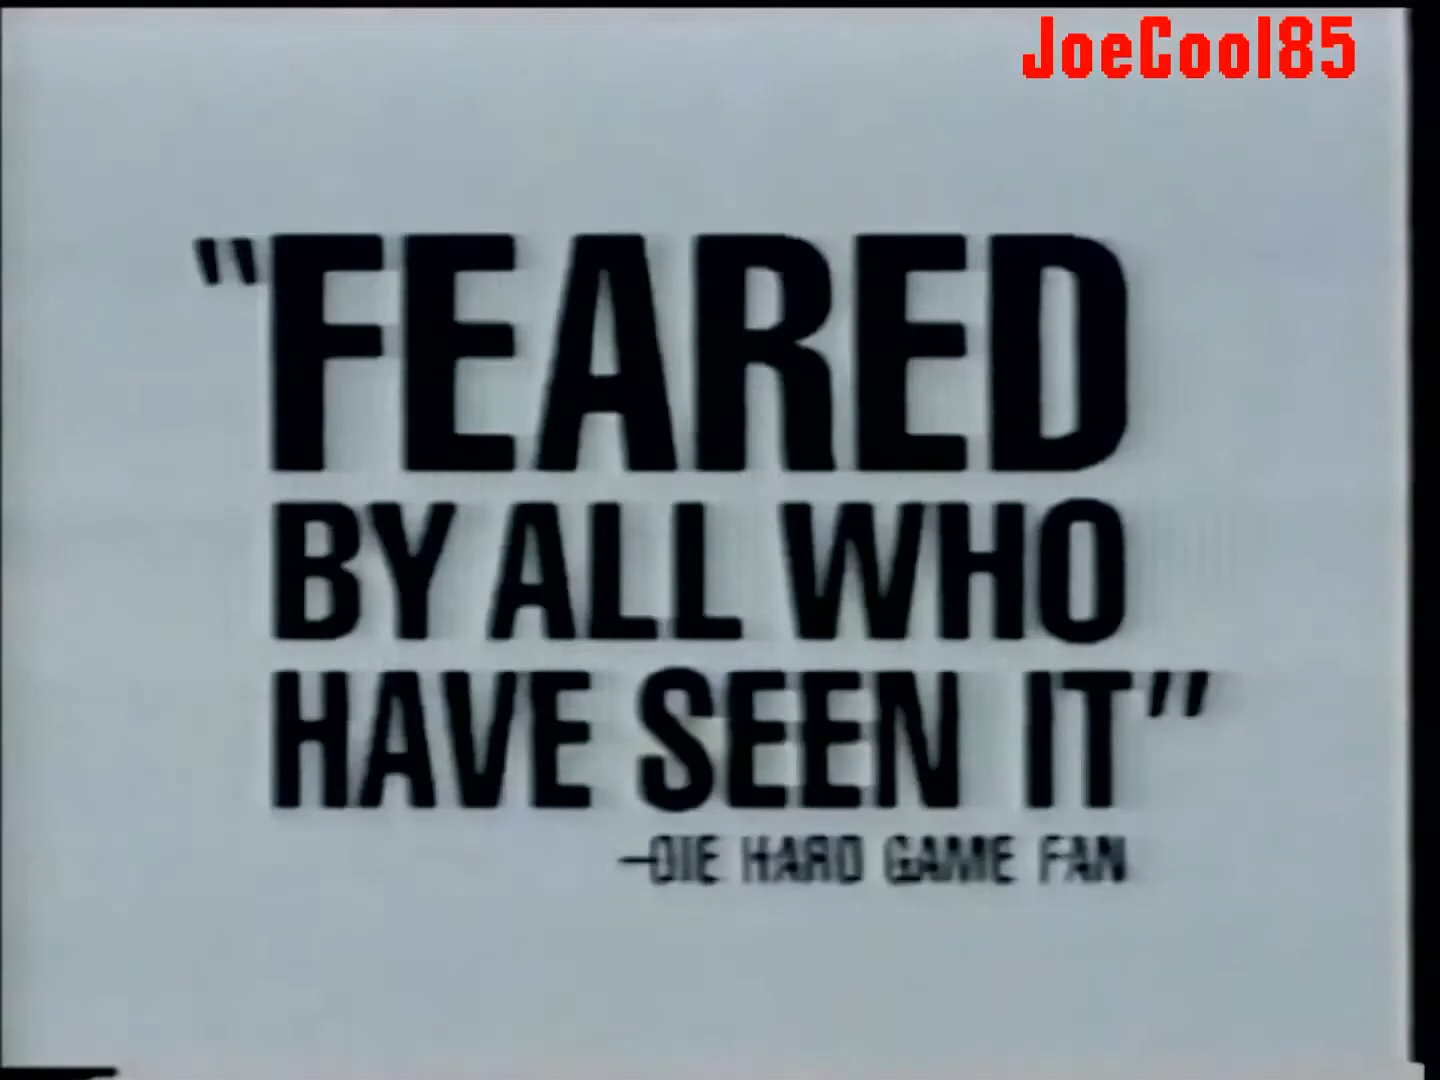 JoeCool85
"FEARED
BY ALL WHO
HAVE SEEN IT"
–DIE HARD GAME FAN